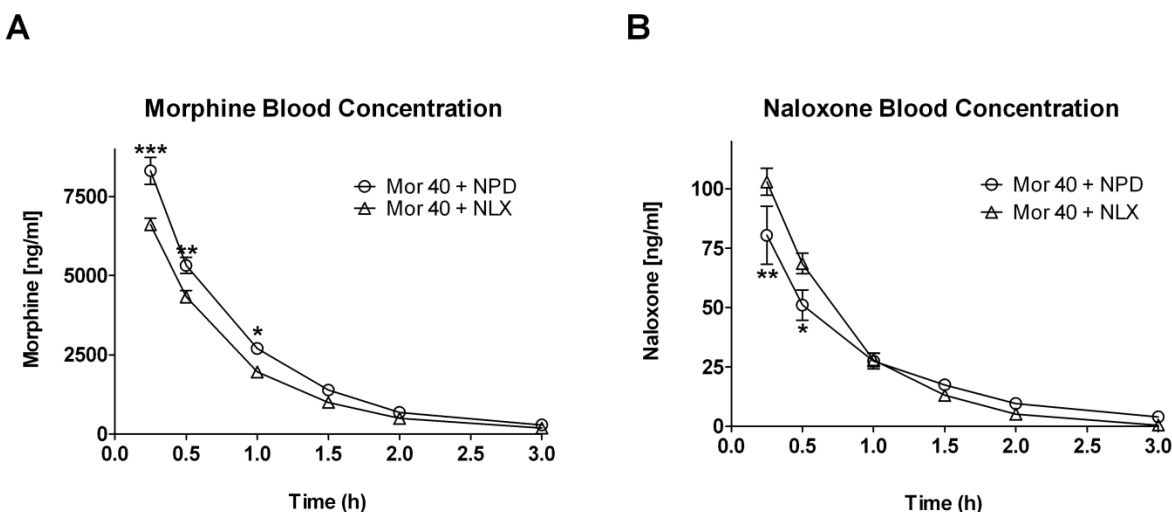 A
Morphine Blood Concentration
Morphine [ng/ml]
7500
5000
2500
0
***
**
*
Mor 40 + NPD
Mor 40 + NLX
0.0 0.5 1.0 1.5 2.0 2.5 3.0
Time (h)
B
Naloxone Blood Concentration
Naloxone [ng/ml]
100
75
50
25
0
**
*
Mor 40 + NPD
Mor 40 + NLX
0.0 0.5 1.0 1.5 2.0 2.5 3.0
Time (h)